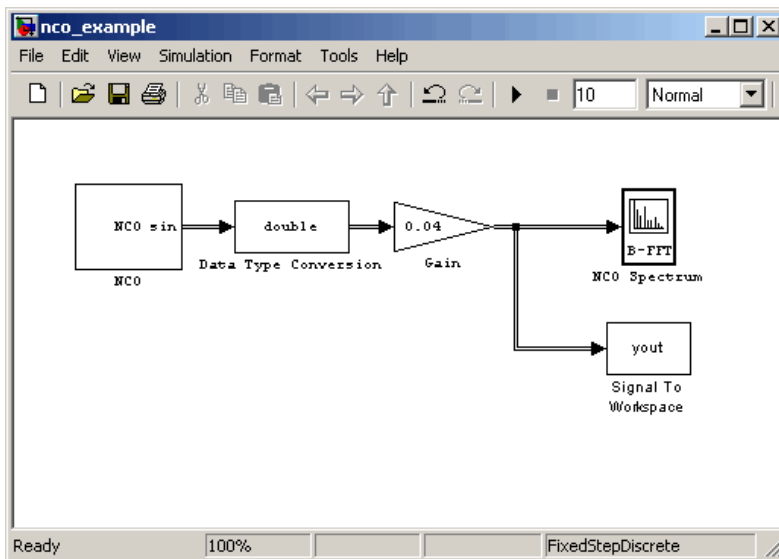 nco_example
File Edit View Simulation Format Tools Help
10 Normal
NCO sin
NCO
double
Data Type Conversion
0.04
Gain
B-FFT
NCO Spectrum
yout
Signal To
Workspace
Ready 100% FixedStepDiscrete